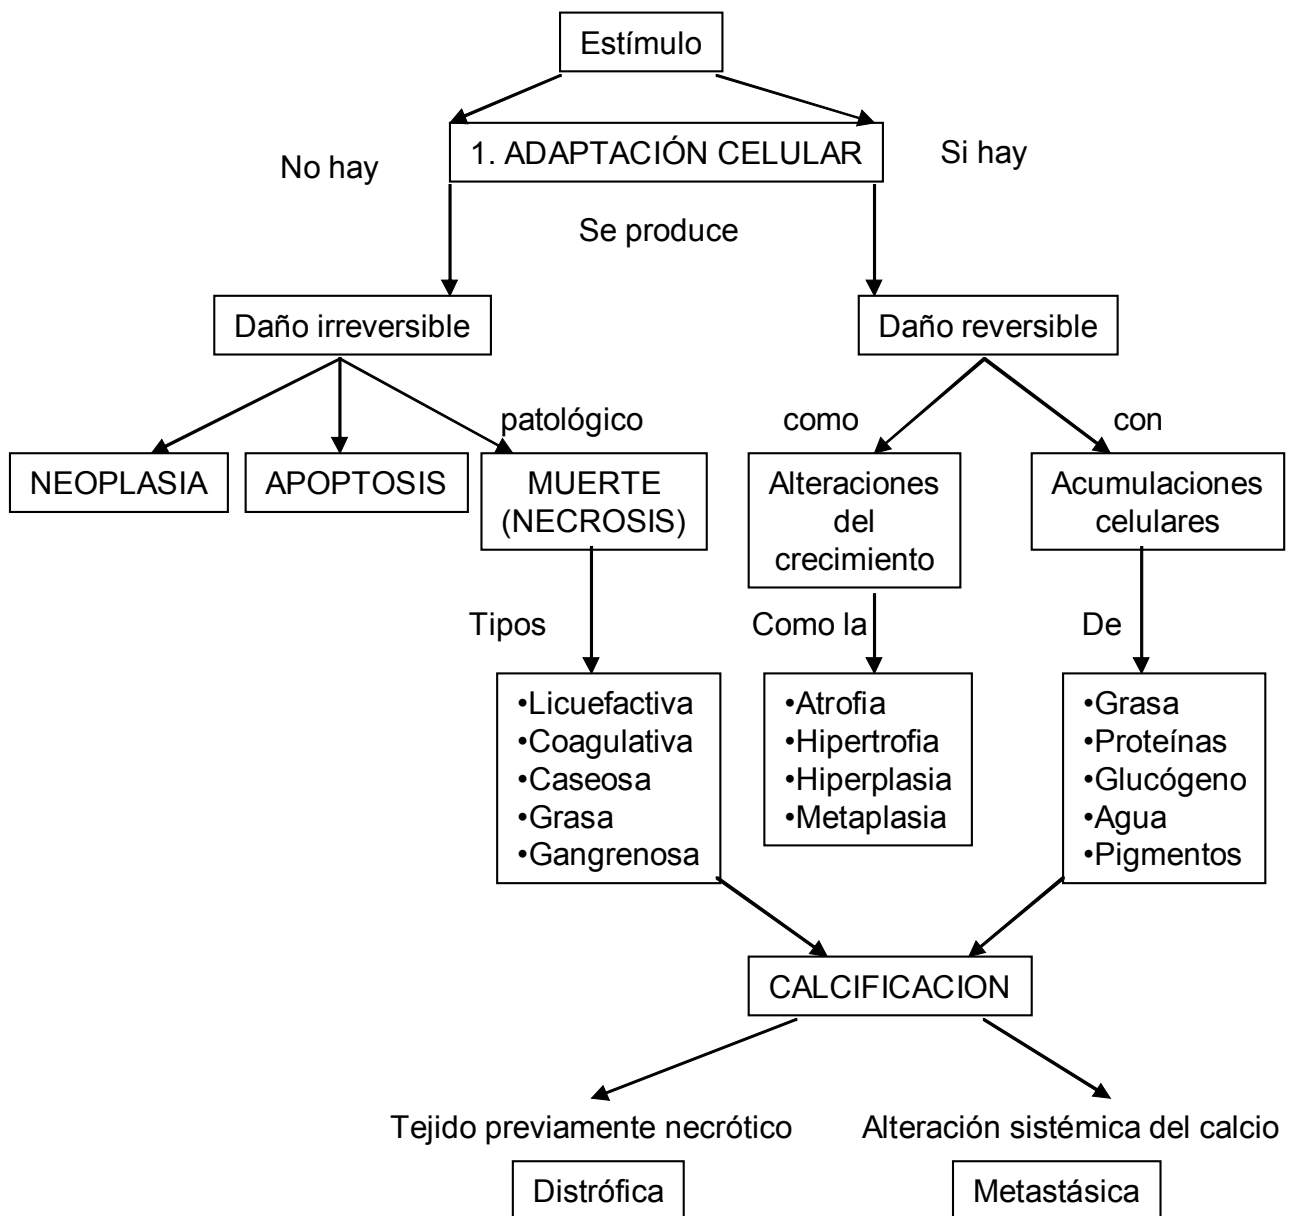 Estímulo
No hay
1. ADAPTACIÓN CELULAR
Si hay
Se produce
Daño irreversible
Daño reversible
patológico
como
con
NEOPLASIA
APOPTOSIS
MUERTE
(NECROSIS)
Alteraciones
del
crecimiento
Acumulaciones
celulares
Tipos
Como la
De
•Licuefactiva
•Coagulativa
•Caseosa
•Grasa
•Gangrenosa
•Atrofia
•Hipertrofia
•Hiperplasia
•Metaplasia
•Grasa
•Proteínas
•Glucógeno
•Agua
•Pigmentos
CALCIFICACION
Tejido previamente necrótico
Alteración sistémica del calcio
Distrófica
Metastásica